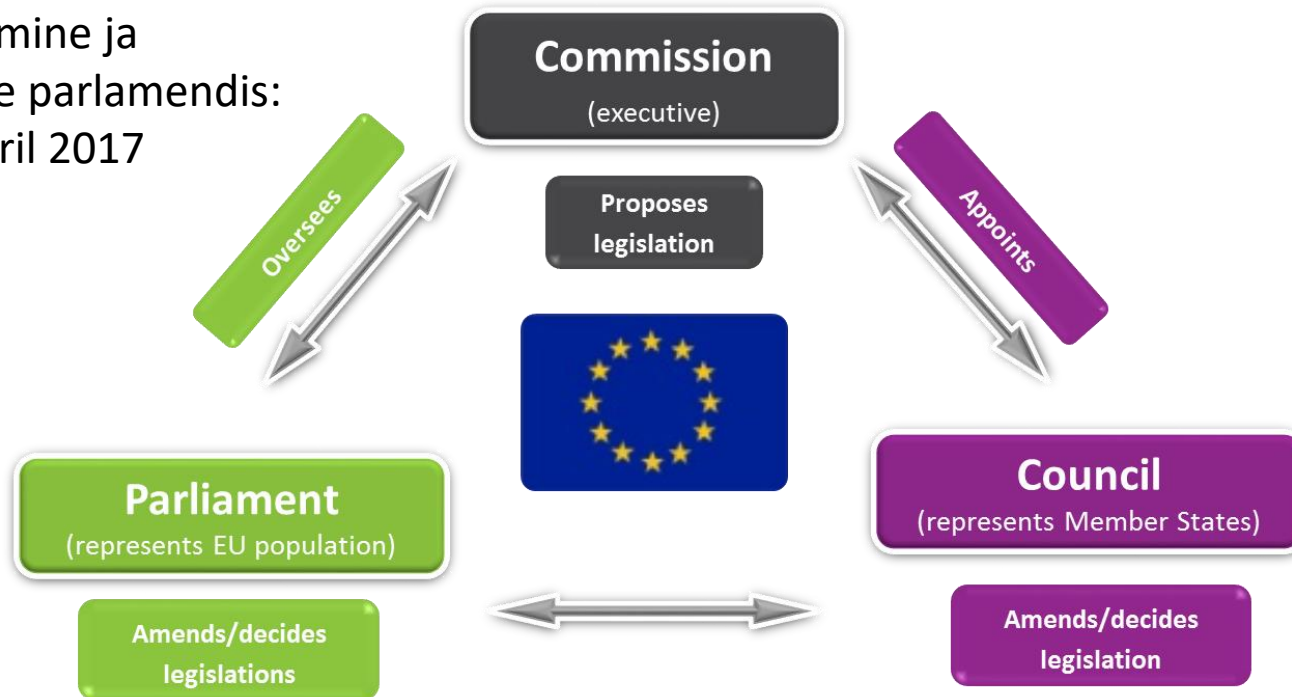 mine ja
e parlamendis:
ril 2017
Commission
(executive)
Proposes
legislation
Oversees
Appoints
Parliament
(represents EU population)
Amends/decides
legislations
Council
(represents Member States)
Amends/decides
legislation